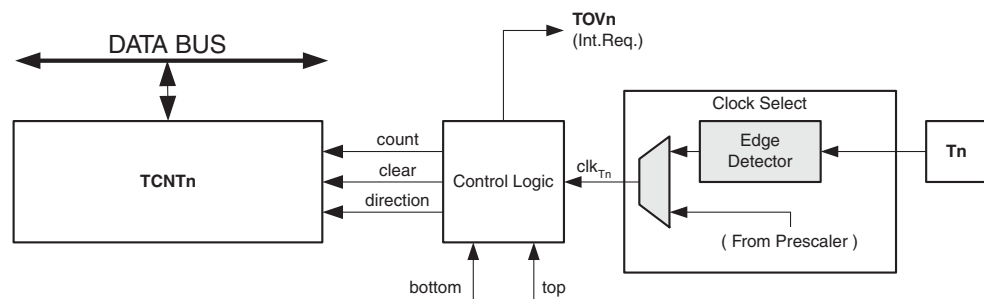 TOVn
(Int.Req.)
DATA BUS
Clock Select
count
Edge
Detector
Tn
TCNTn
clear
Control Logic
clkTn
direction
( From Prescaler )
bottom
top